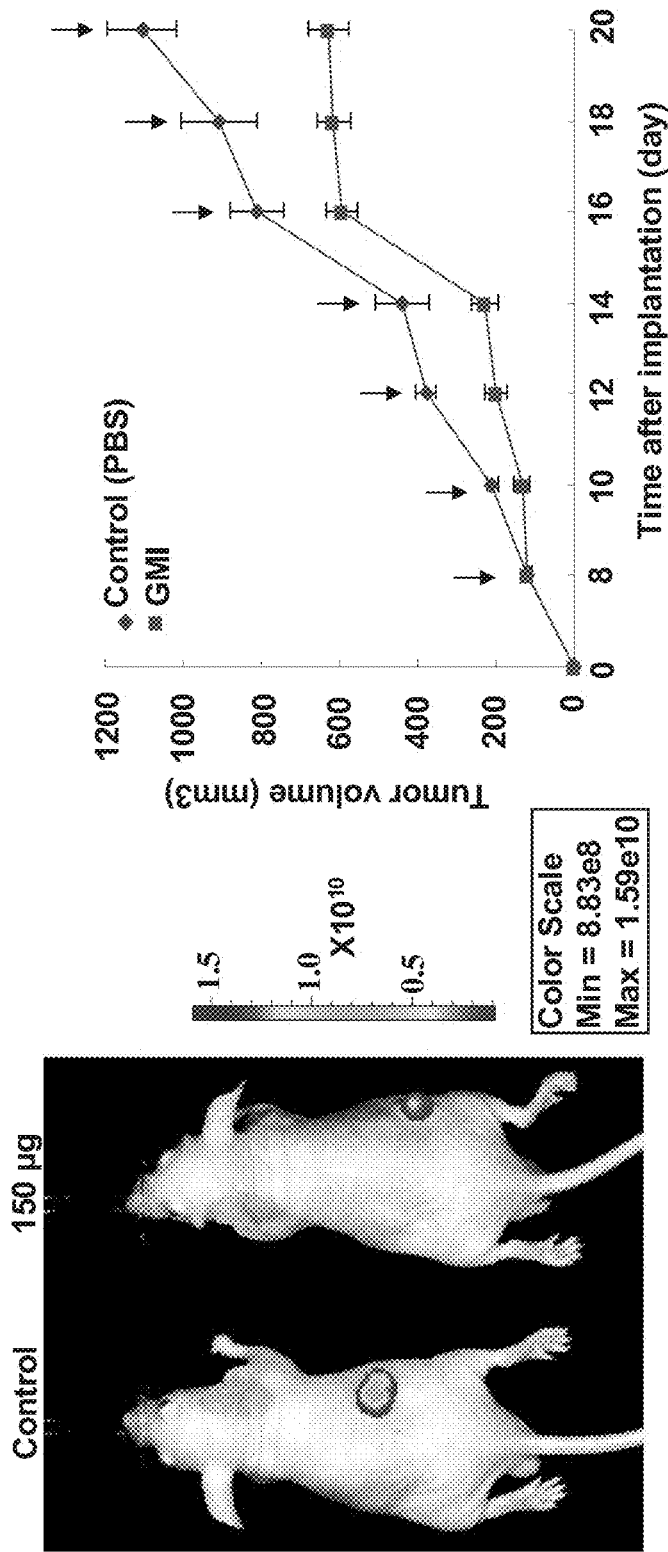 Control
150 µg
1.5
1.0
0.5
X10¹⁰
Color Scale
Min = 8.83e8
Max = 1.59e10
Tumor volume (mm3)
1200
1000
800
600
400
200
0
Control (PBS)
GMI
0 8 10 12 14 16 18 20
Time after implantation (day)